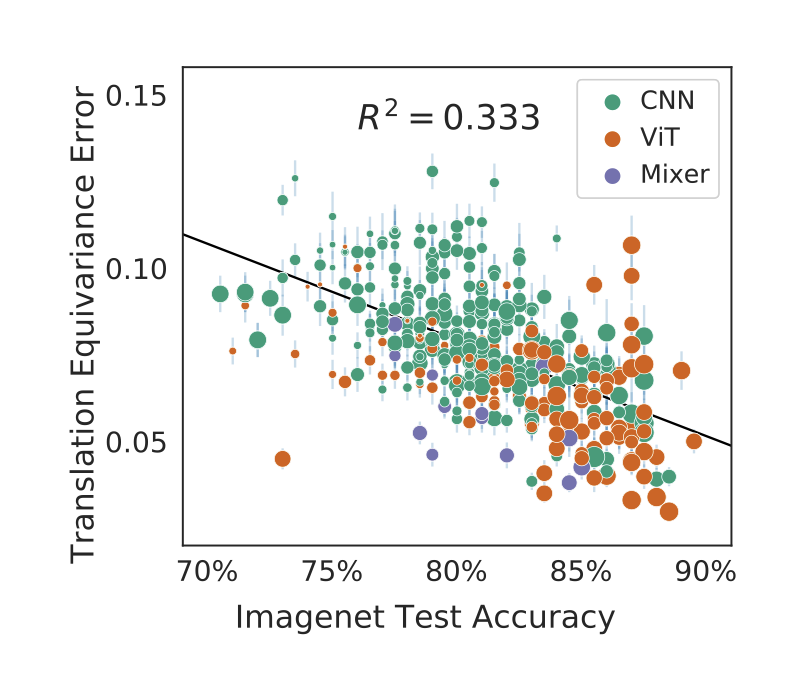 R² = 0.333
CNN
ViT
Mixer
Translation Equivariance Error
0.15
0.10
0.05
70% 75% 80% 85% 90%
Imagenet Test Accuracy